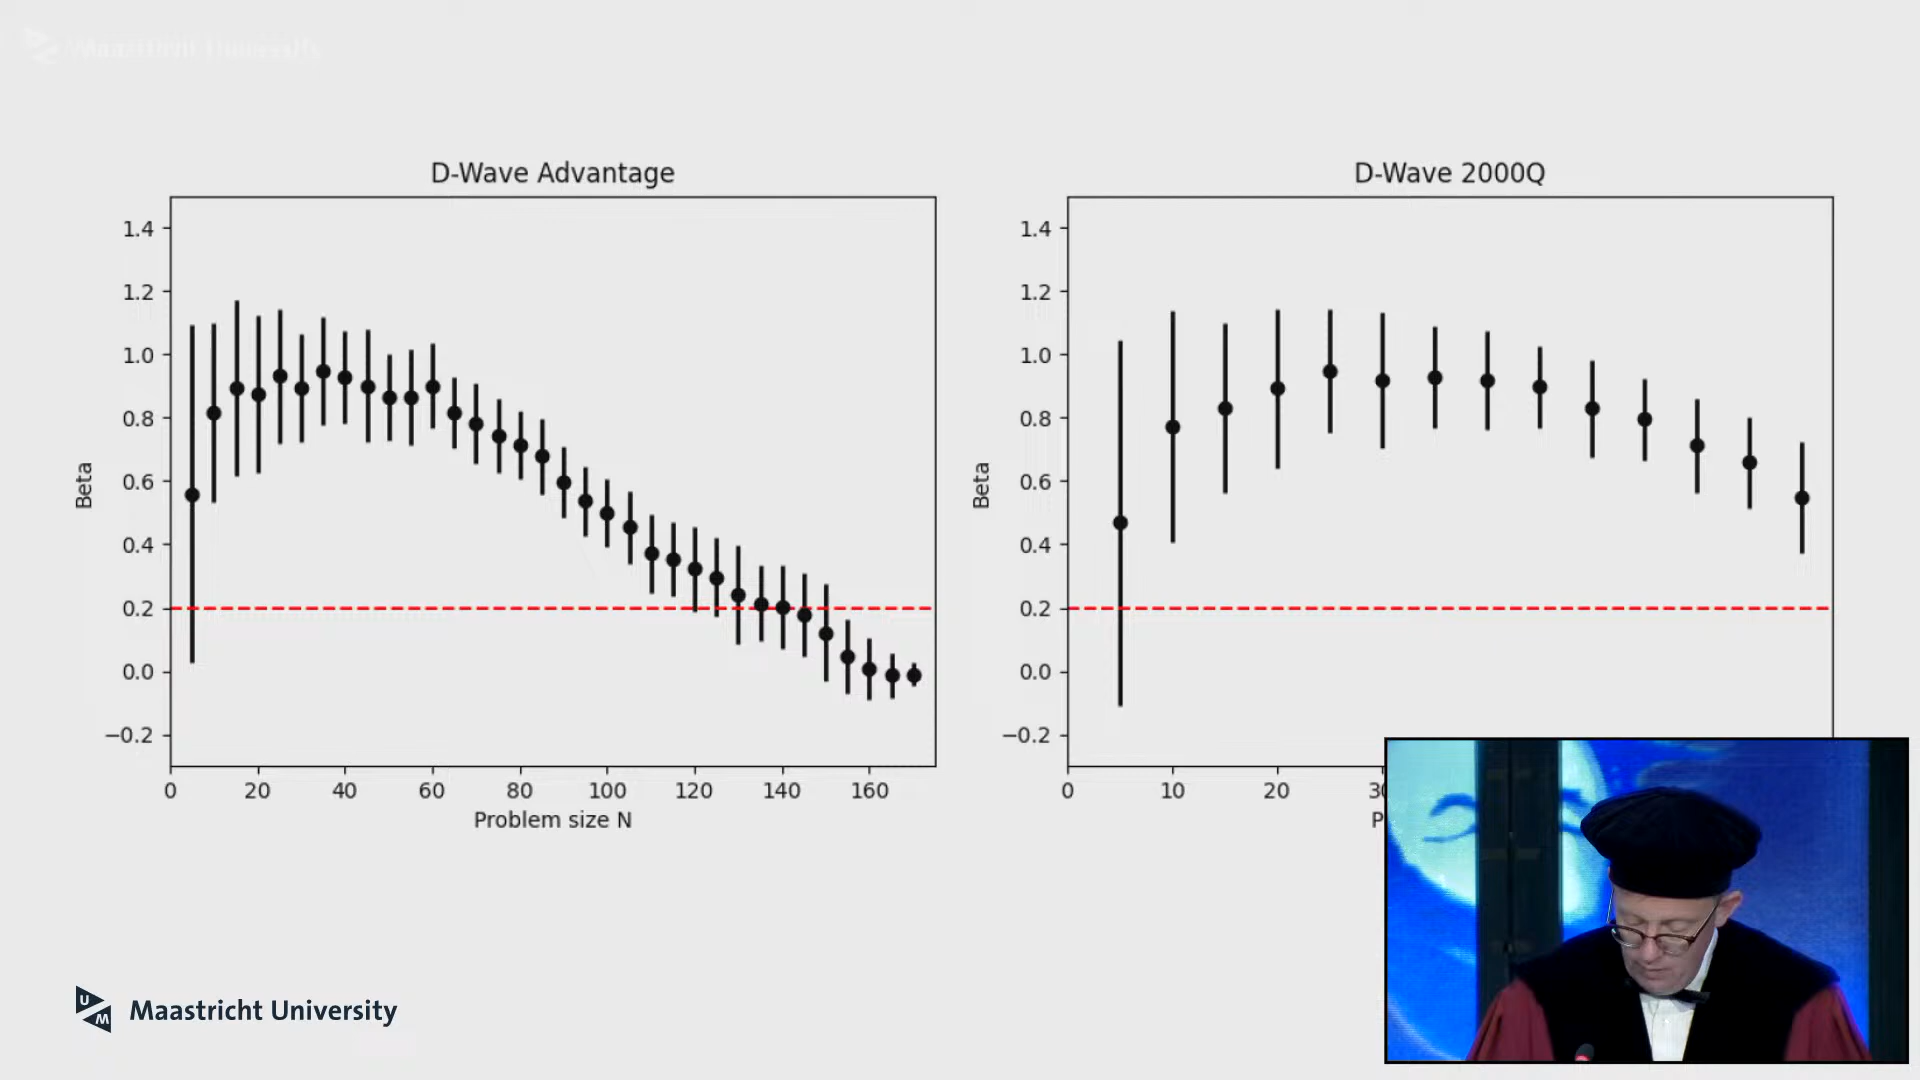 Maastricht University
D-Wave Advantage
1.4
1.2
1.0
0.8
0.6
0.4
0.2
0.0
−0.2
Beta
0 20 40 60 80 100 120 140 160
Problem size N
D-Wave 2000Q
1.4
1.2
1.0
0.8
0.6
0.4
0.2
0.0
−0.2
Beta
0 10 20
UM Maastricht University